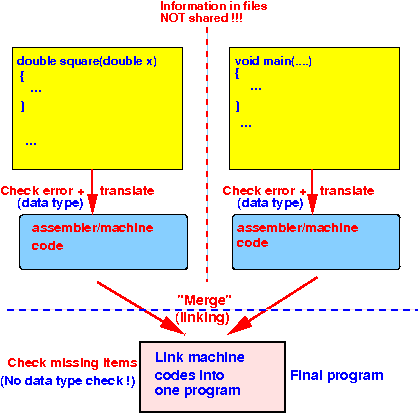 Information in files
NOT shared !!!
double square(double x)
{
...
}
...
void main(....)
{
...
}
...
Check error + translate
(data type)
Check error + translate
(data type)
assembler/machine
code
assembler/machine
code
"Merge"
(linking)
Check missing items
(No data type check !)
Link machine
codes into
one program
Final program